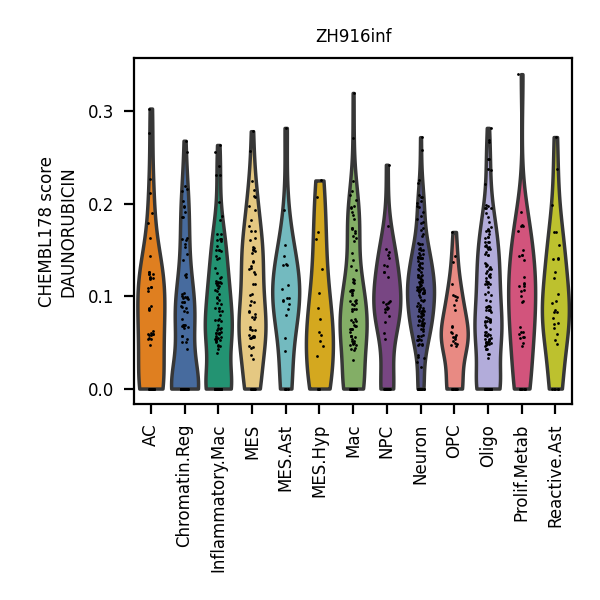 ZH916inf
CHEMBL178 score
DAUNORUBICIN
0.3
0.2
0.1
0.0
AC
Chromatin.Reg
Inflammatory.Mac
MES
MES.Ast
MES.Hyp
Mac
NPC
Neuron
OPC
Oligo
Prolif.Metab
Reactive.Ast